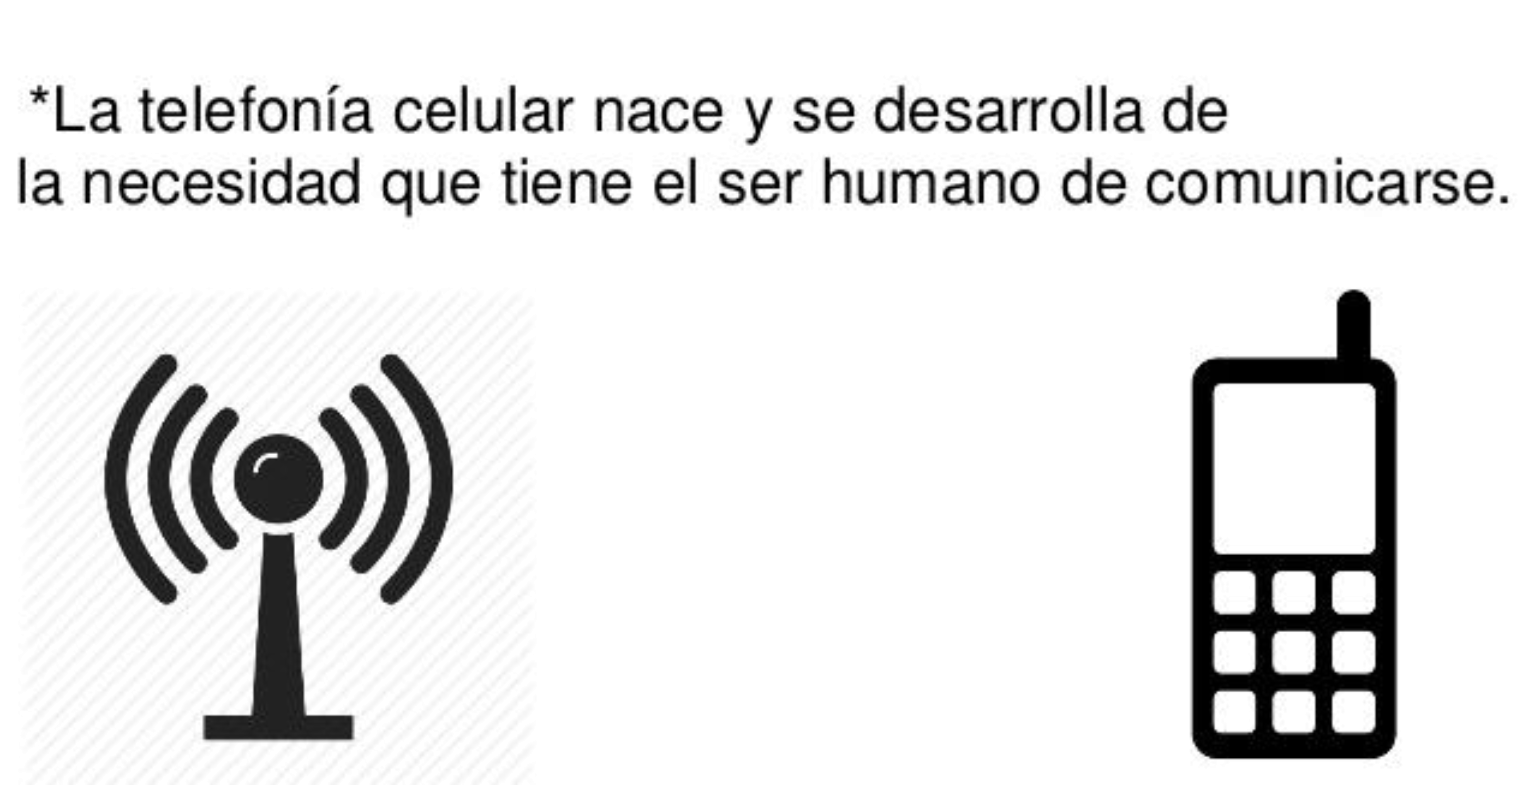 *La telefonía celular nace y se desarrolla de
la necesidad que tiene el ser humano de comunicarse.